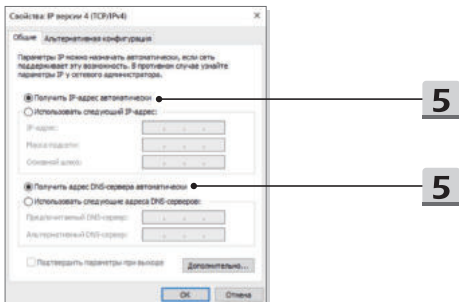 Свойства: IP версии 4 (TCP/IPv4)
Общие Альтернативная конфигурация
Параметры IP можно назначать автоматически, если сеть
поддерживает эту возможность. В противном случае узнайте
параметры IP у сетевого администратора.
Получить IP-адрес автоматически
5
Использовать следующий IP-адрес:
IP-адрес:
Маска подсети:
Основной шлюз:
Получить адрес DNS-сервера автоматически
5
Использовать следующие адреса DNS-серверов:
Предпочитаемый DNS-сервер:
Альтернативный DNS-сервер:
Подтвердить параметры при выходе
Дополнительно...
ОК Отмена